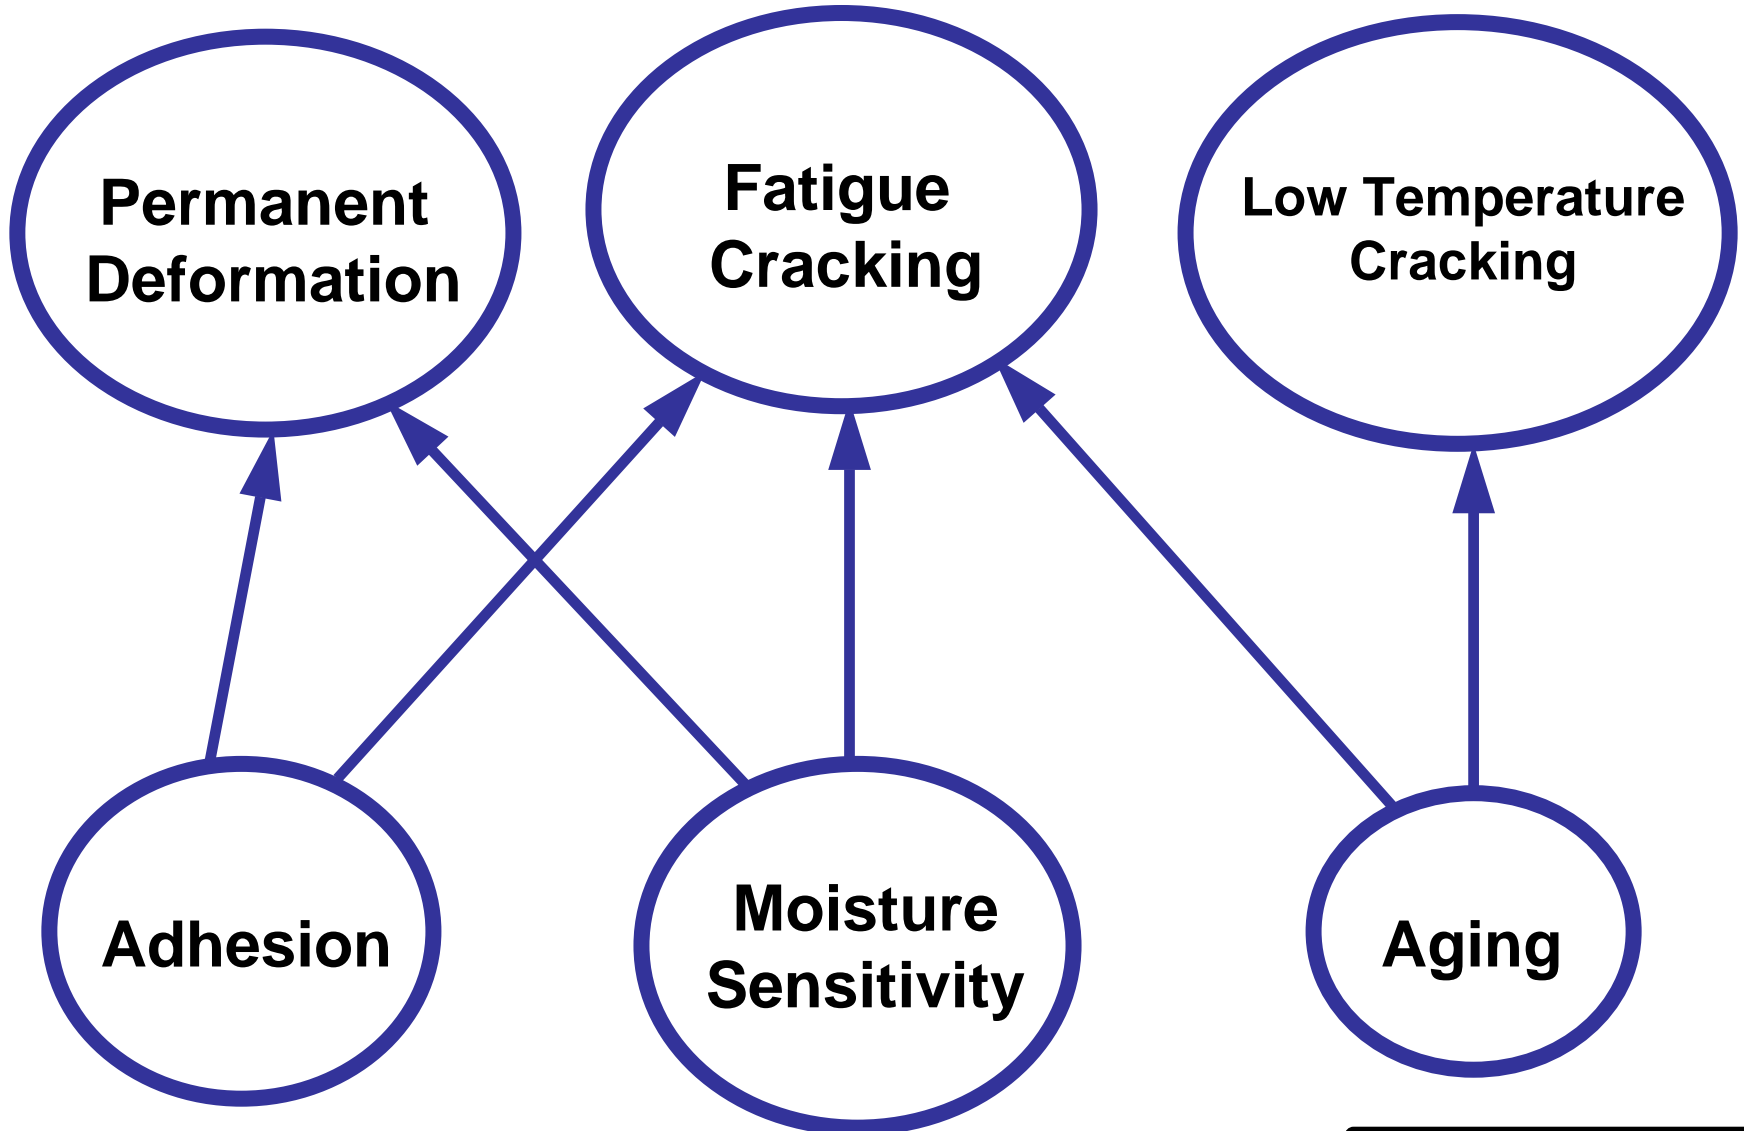 Permanent
Deformation
Fatigue
Cracking
Low Temperature
Cracking
Adhesion
Moisture
Sensitivity
Aging